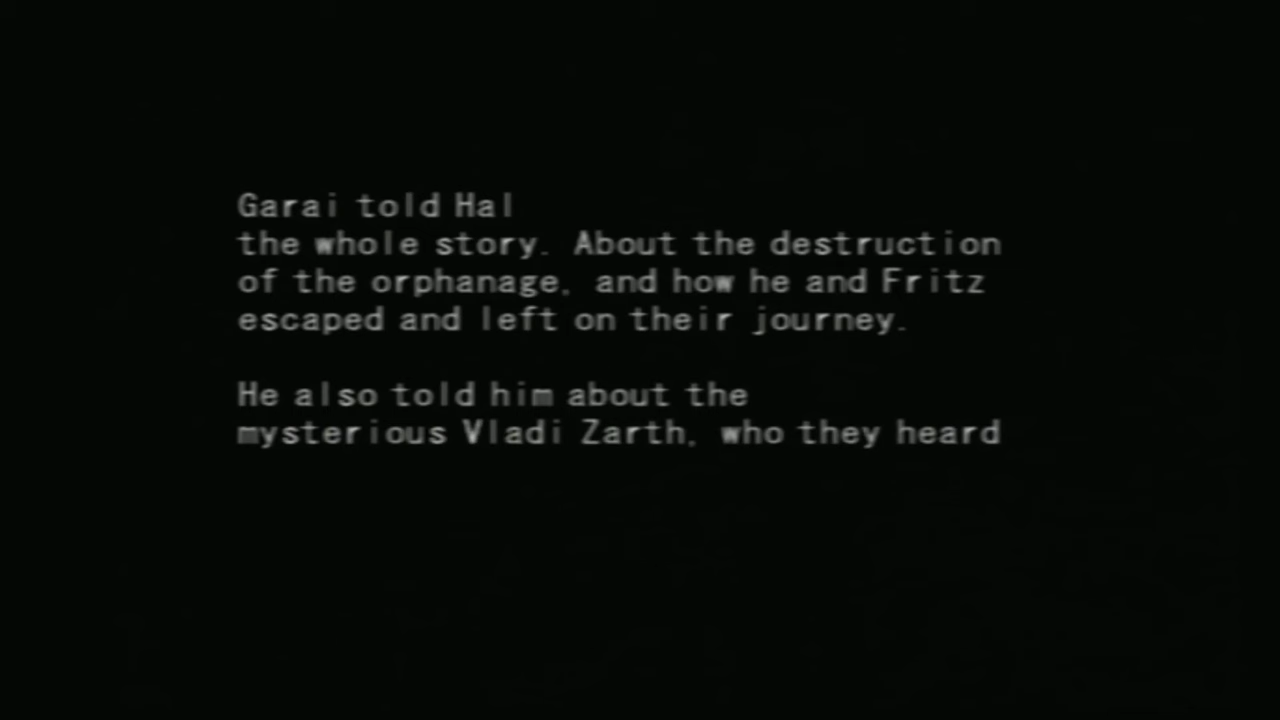 Garai told Hal
the whole story. About the destruction
of the orphanage, and how he and Fritz
escaped and left on their journey.
He also told him about the
mysterious Vladi Zarth, who they heard